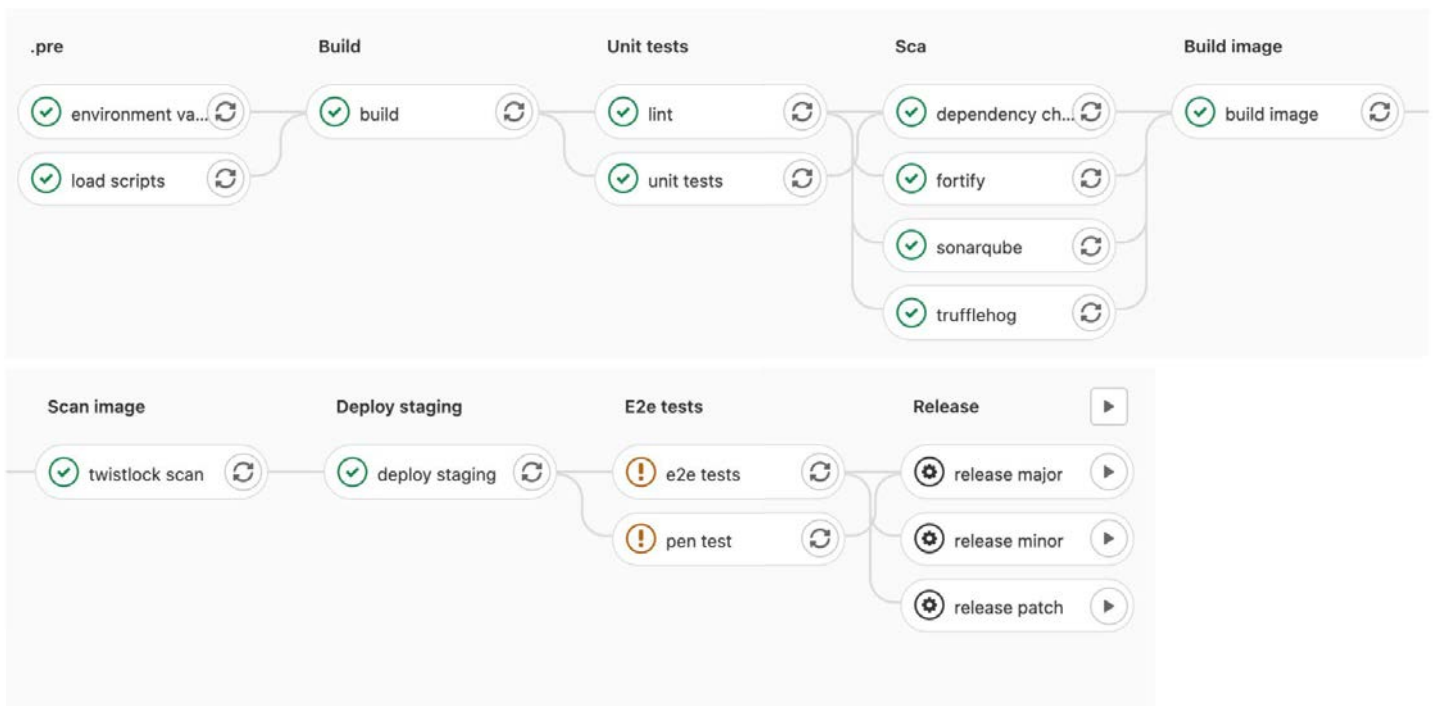 .pre
Build
Unit tests
Sca
Build image
environment va...
build
lint
dependency ch...
build image
load scripts
unit tests
fortify
sonarqube
trufflehog
Scan image
Deploy staging
E2e tests
Release
twistlock scan
deploy staging
e2e tests
release major
pen test
release minor
release patch